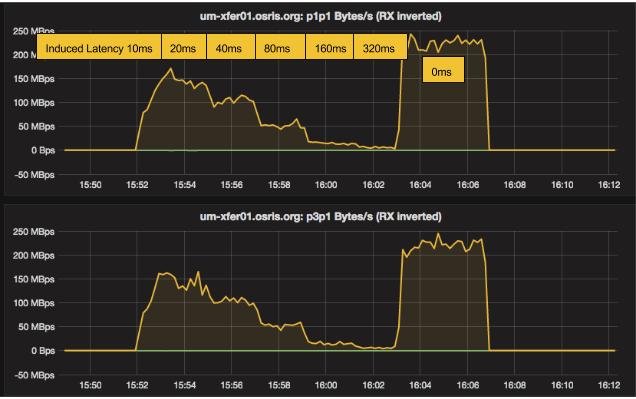 um-xfer01.osris.org: p1p1 Bytes/s (RX inverted)
250 MBps
Induced Latency 10ms 20ms 40ms 80ms 160ms 320ms
200 M
0ms
150 MBps
100 MBps
50 MBps
0 Bps
-50 MBps
15:50 15:52 15:54 15:56 15:58 16:00 16:02 16:04 16:06 16:08 16:10 16:12
um-xfer01.osris.org: p3p1 Bytes/s (RX inverted)
250 MBps
200 MBps
150 MBps
100 MBps
50 MBps
0 Bps
-50 MBps
15:50 15:52 15:54 15:56 15:58 16:00 16:02 16:04 16:06 16:08 16:10 16:12